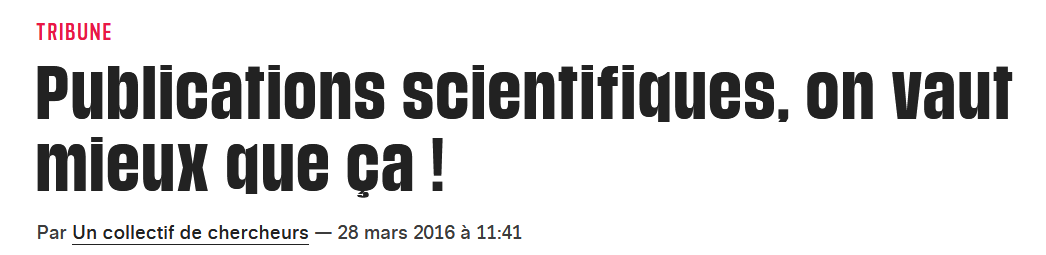 TRIBUNE
Publications scientifiques, on vaut
mieux que ça !
Par Un collectif de chercheurs — 28 mars 2016 à 11:41